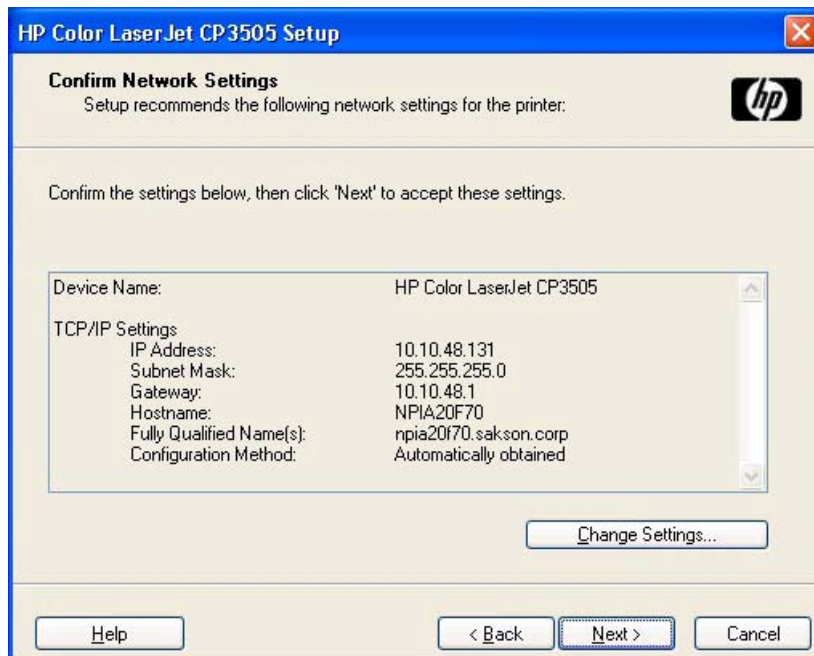 HP Color LaserJet CP3505 Setup
Confirm Network Settings
Setup recommends the following network settings for the printer:
hp
Confirm the settings below, then click 'Next' to accept these settings.
Device Name: HP Color LaserJet CP3505
TCP/IP Settings
IP Address: 10.10.48.131
Subnet Mask: 255.255.255.0
Gateway: 10.10.48.1
Hostname: NPIA20F70
Fully Qualified Name(s): npia20f70.sakson.corp
Configuration Method: Automatically obtained
Change Settings...
Help < Back Next > Cancel